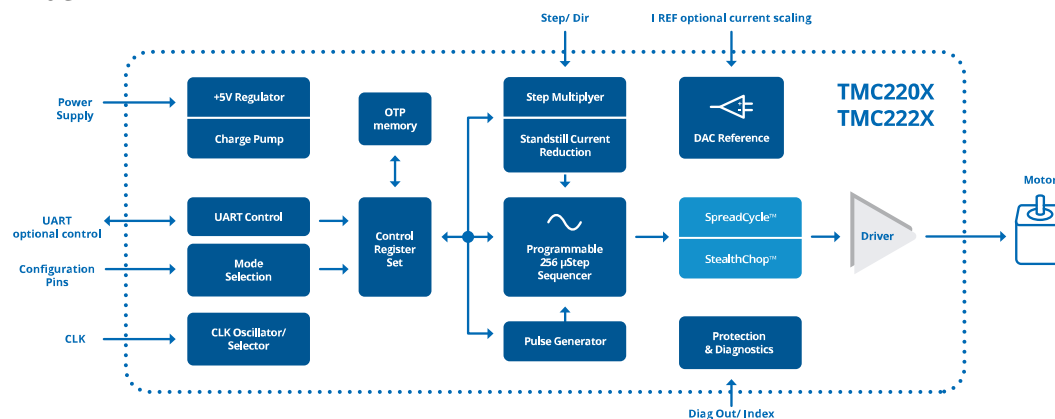 Step/ Dir
I REF optional current scaling
Power
Supply
+5V Regulator
Charge Pump
OTP
memory
Step Multiplyer
Standstill Current
Reduction
DAC Reference
TMC220X
TMC222X
Motor
UART
optional control
UART Control
Configuration
Pins
Mode
Selection
Control
Register
Set
Programmable
256 µStep
Sequencer
SpreadCycle™
StealthChop™
Driver
CLK
CLK Oscillator/
Selector
Pulse Generator
Protection
& Diagnostics
Diag Out/ Index